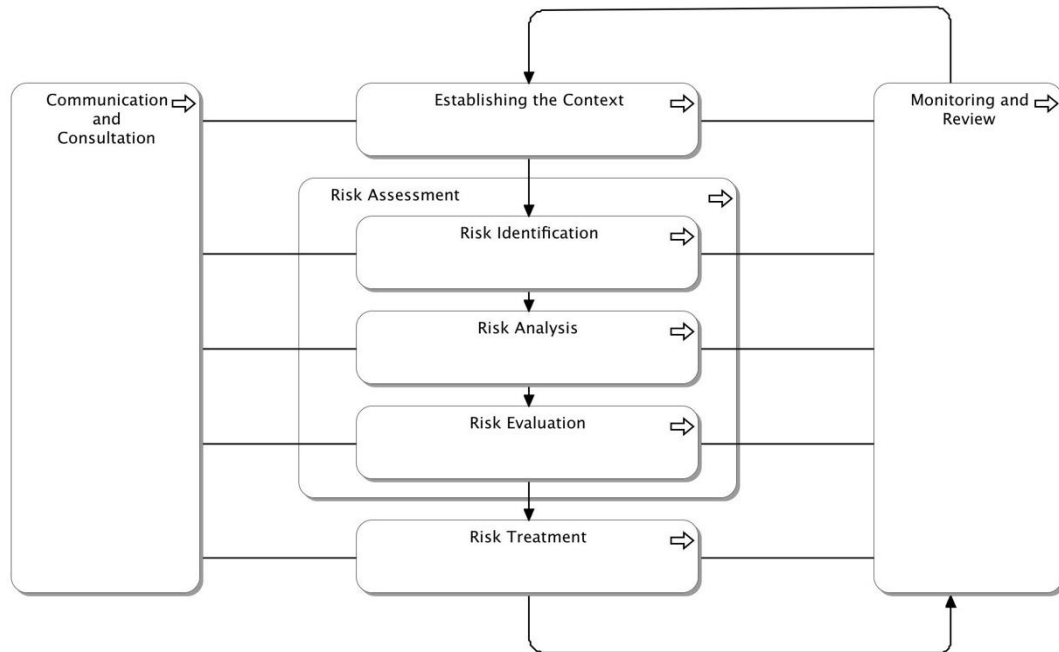 Communication
and
Consultation
Establishing the Context
Monitoring and
Review
Risk Assessment
Risk Identification
Risk Analysis
Risk Evaluation
Risk Treatment